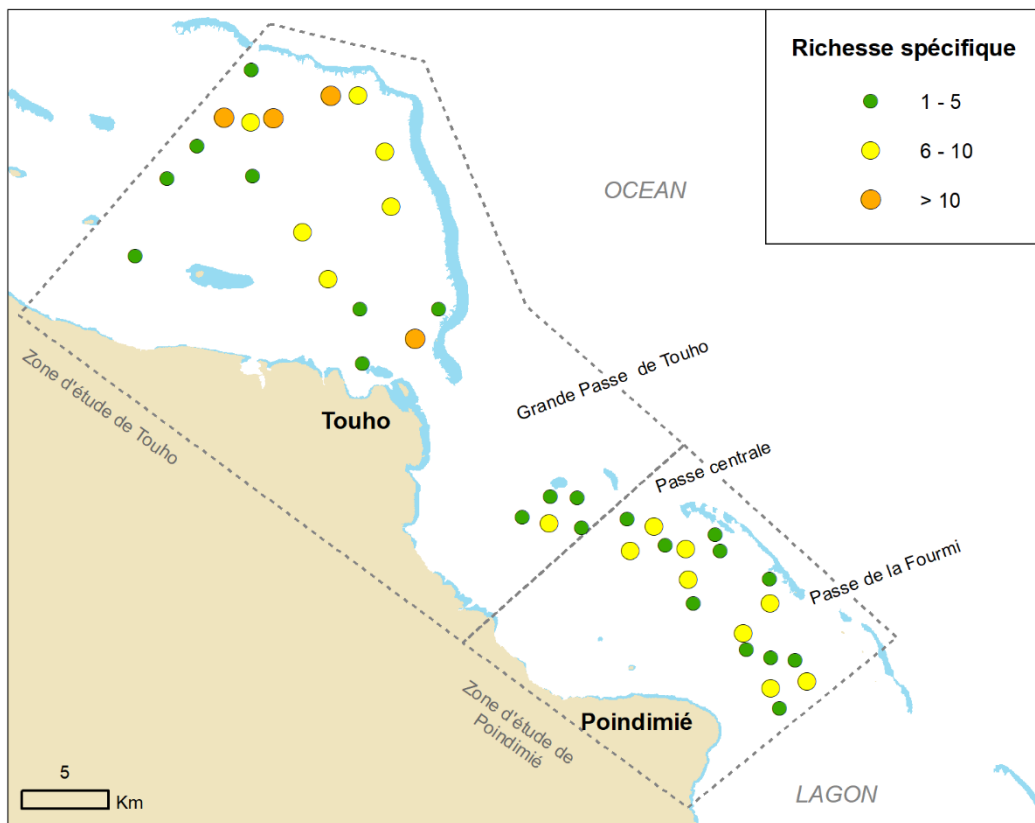 Richesse spécifique
1 - 5
6 - 10
> 10
OCEAN
Grande Passe de Touho
Zone d'étude de Touho
Touho
Passe centrale
Passe de la Fourmi
Zone d'étude de
Poindimié
Poindimié
5
Km
LAGON